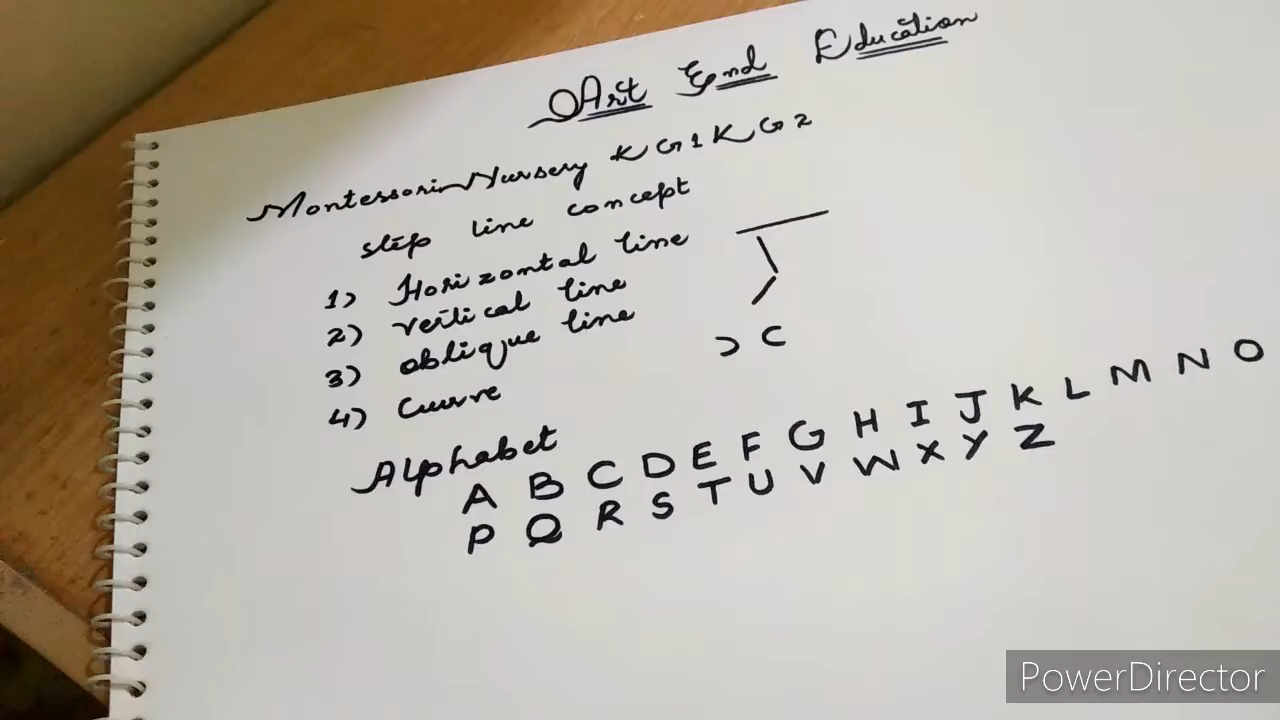 Art End Education
Montessori Nursery KG1 KG2
step line concept
1) Horizontal line
2) vertical line
3) oblique line
4) Curve
Alphabet
A B C D E F G H I J K L M N O
P Q R S T U V W X Y Z
PowerDirector